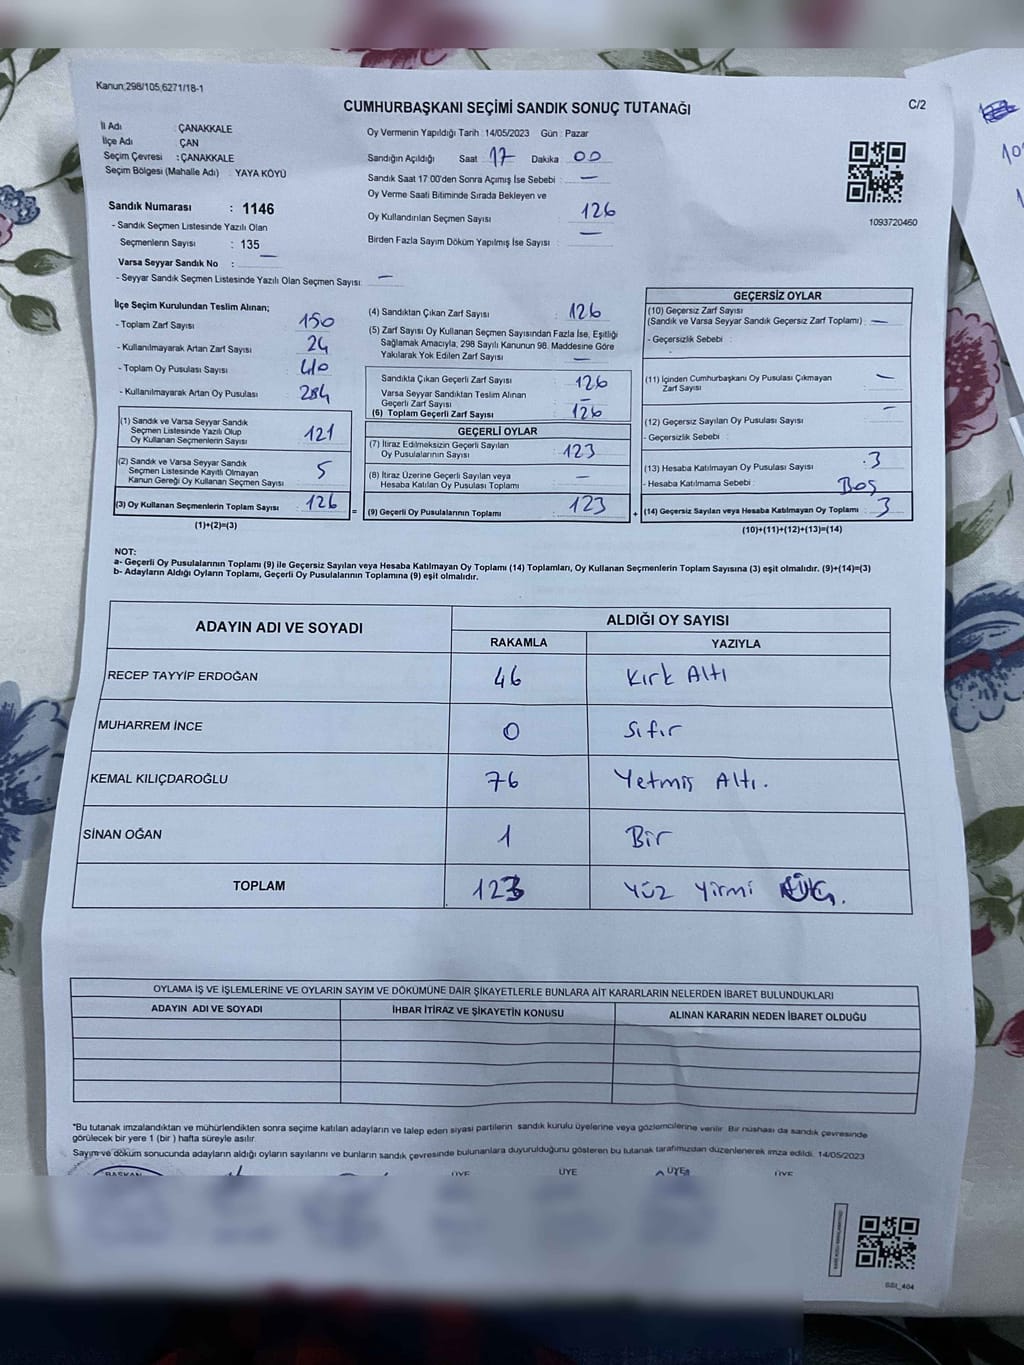 Kanun;298/105,6271/18-1
C/2
CUMHURBAŞKANI SEÇİMİ SANDIK SONUÇ TUTANAĞI
İl Adı : ÇANAKKALE
İlçe Adı : ÇAN
Seçim Çevresi : ÇANAKKALE
Seçim Bölgesi (Mahalle Adı) : YAYA KÖYÜ
Sandık Numarası : 1146
- Sandık Seçmen Listesinde Yazılı Olan
Seçmenlerin Sayısı : 135
Varsa Seyyar Sandık No : —
- Seyyar Sandık Seçmen Listesinde Yazılı Olan Seçmen Sayısı: —
Oy Vermenin Yapıldığı Tarih : 14/05/2023 Gün : Pazar
Sandığın Açıldığı Saat 17 Dakika 00
Sandık Saat 17:00'den Sonra Açımış İse Sebebi : —
Oy Verme Saati Bitiminde Sırada Bekleyen ve
Oy Kullandırılan Seçmen Sayısı 126
Birden Fazla Sayım Döküm Yapılmış İse Sayısı : —
1093720460
İlçe Seçim Kurulundan Teslim Alınan;
- Toplam Zarf Sayısı : 150
- Kullanılmayarak Artan Zarf Sayısı : 24
- Toplam Oy Pusulası Sayısı : 410
- Kullanılmayarak Artan Oy Pusulası : 284
(1) Sandık ve Varsa Seyyar Sandık
Seçmen Listesinde Yazılı Olup
Oy Kullanan Seçmenlerin Sayısı 121
(2) Sandık ve Varsa Seyyar Sandık
Seçmen Listesinde Kayıtlı Olmayan
Kanun Gereği Oy Kullanan Seçmen Sayısı 5
(3) Oy Kullanan Seçmenlerin Toplam Sayısı 126
(1)+(2)=(3)
=
(4) Sandıktan Çıkan Zarf Sayısı : 126
(5) Zarf Sayısı Oy Kullanan Seçmen Sayısından Fazla İse, Eşitliği
Sağlamak Amacıyla, 298 Sayılı Kanunun 98. Maddesine Göre
Yakılarak Yok Edilen Zarf Sayısı —
Sandıkta Çıkan Geçerli Zarf Sayısı 126
Varsa Seyyar Sandıktan Teslim Alınan
Geçerli Zarf Sayısı —
(6) Toplam Geçerli Zarf Sayısı 126
GEÇERLİ OYLAR
(7) İtiraz Edilmeksizin Geçerli Sayılan
Oy Pusulalarının Sayısı 123
(8) İtiraz Üzerine Geçerli Sayılan veya
Hesaba Katılan Oy Pusulası Toplamı —
(9) Geçerli Oy Pusulalarının Toplamı 123
+
GEÇERSİZ OYLAR
(10) Geçersiz Zarf Sayısı
(Sandık ve Varsa Seyyar Sandık Geçersiz Zarf Toplamı) : —
- Geçersizlik Sebebi :
(11) İçinden Cumhurbaşkanı Oy Pusulası Çıkmayan
Zarf Sayısı —
(12) Geçersiz Sayılan Oy Pusulası Sayısı : —
- Geçersizlik Sebebi :
(13) Hesaba Katılmayan Oy Pusulası Sayısı : 3
- Hesaba Katılmama Sebebi : Boş
(14) Geçersiz Sayılan veya Hesaba Katılmayan Oy Toplamı : 3
(10)+(11)+(12)+(13)=(14)
NOT:
a- Geçerli Oy Pusulalarının Toplamı (9) ile Geçersiz Sayılan veya Hesaba Katılmayan Oy Toplamı (14) Toplamları, Oy Kullanan Seçmenlerin Toplam Sayısına (3) eşit olmalıdır. (9)+(14)=(3)
b- Adayların Aldığı Oyların Toplamı, Geçerli Oy Pusulalarının Toplamına (9) eşit olmalıdır.
ADAYIN ADI VE SOYADI
ALDIĞI OY SAYISI
RAKAMLA YAZIYLA
RECEP TAYYİP ERDOĞAN 46 Kırk Altı
MUHARREM İNCE 0 Sıfır
KEMAL KILIÇDAROĞLU 76 Yetmiş Altı.
SİNAN OĞAN 1 Bir
TOPLAM 123 Yüz Yirmi ÜÇ.
OYLAMA İŞ VE İŞLEMLERİNE VE OYLARIN SAYIM VE DÖKÜMÜNE DAİR ŞİKAYETLERLE BUNLARA AİT KARARLARIN NELERDEN İBARET BULUNDUKLARI
ADAYIN ADI VE SOYADI İHBAR İTİRAZ VE ŞİKAYETİN KONUSU ALINAN KARARIN NEDEN İBARET OLDUĞU
*Bu tutanak imzalandıktan ve mühürlendikten sonra seçime katılan adayların ve talep eden siyasi partilerin sandık kurulu üyelerine veya gözlemcilerine verilir. Bir nüshası da sandık çevresinde
görülecek bir yere 1 (bir ) hafta süreyle asılır.
Sayım ve döküm sonucunda adayların aldığı oyların sayılarını ve bunların sandık çevresinde bulunanlara duyurulduğunu gösteren bu tutanak tarafımızdan düzenlenerek imza edildi. 14/05/2023
BAŞKAN ÜYE ÜYE ÜYE ÜYE
SSI_404